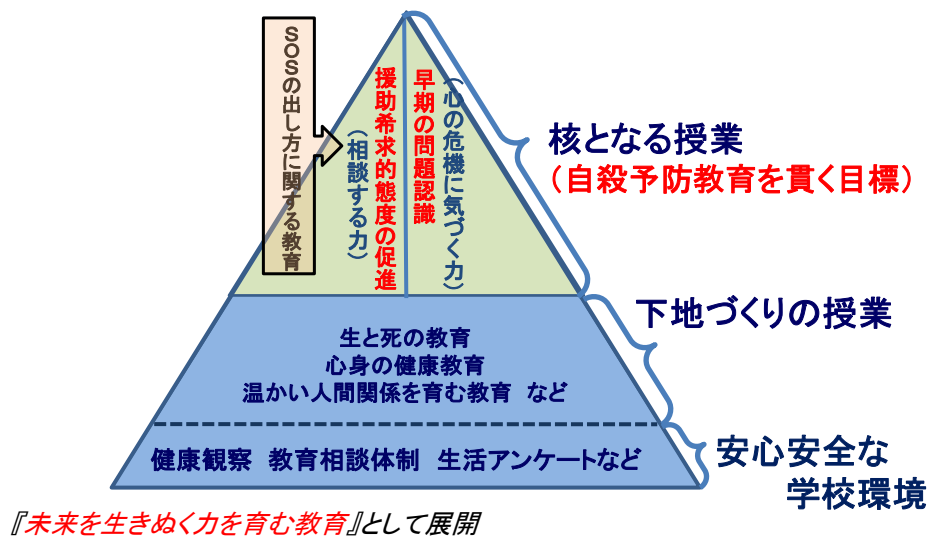 SOSの出し方に関する教育
(相談する力)
援助希求的態度の促進
早期の問題認識
(心の危機に気づく力)
核となる授業
(自殺予防教育を貫く目標)
下地づくりの授業
生と死の教育
心身の健康教育
温かい人間関係を育む教育 など
健康観察 教育相談体制 生活アンケートなど
安心安全な
学校環境
『未来を生きぬく力を育む教育』として展開